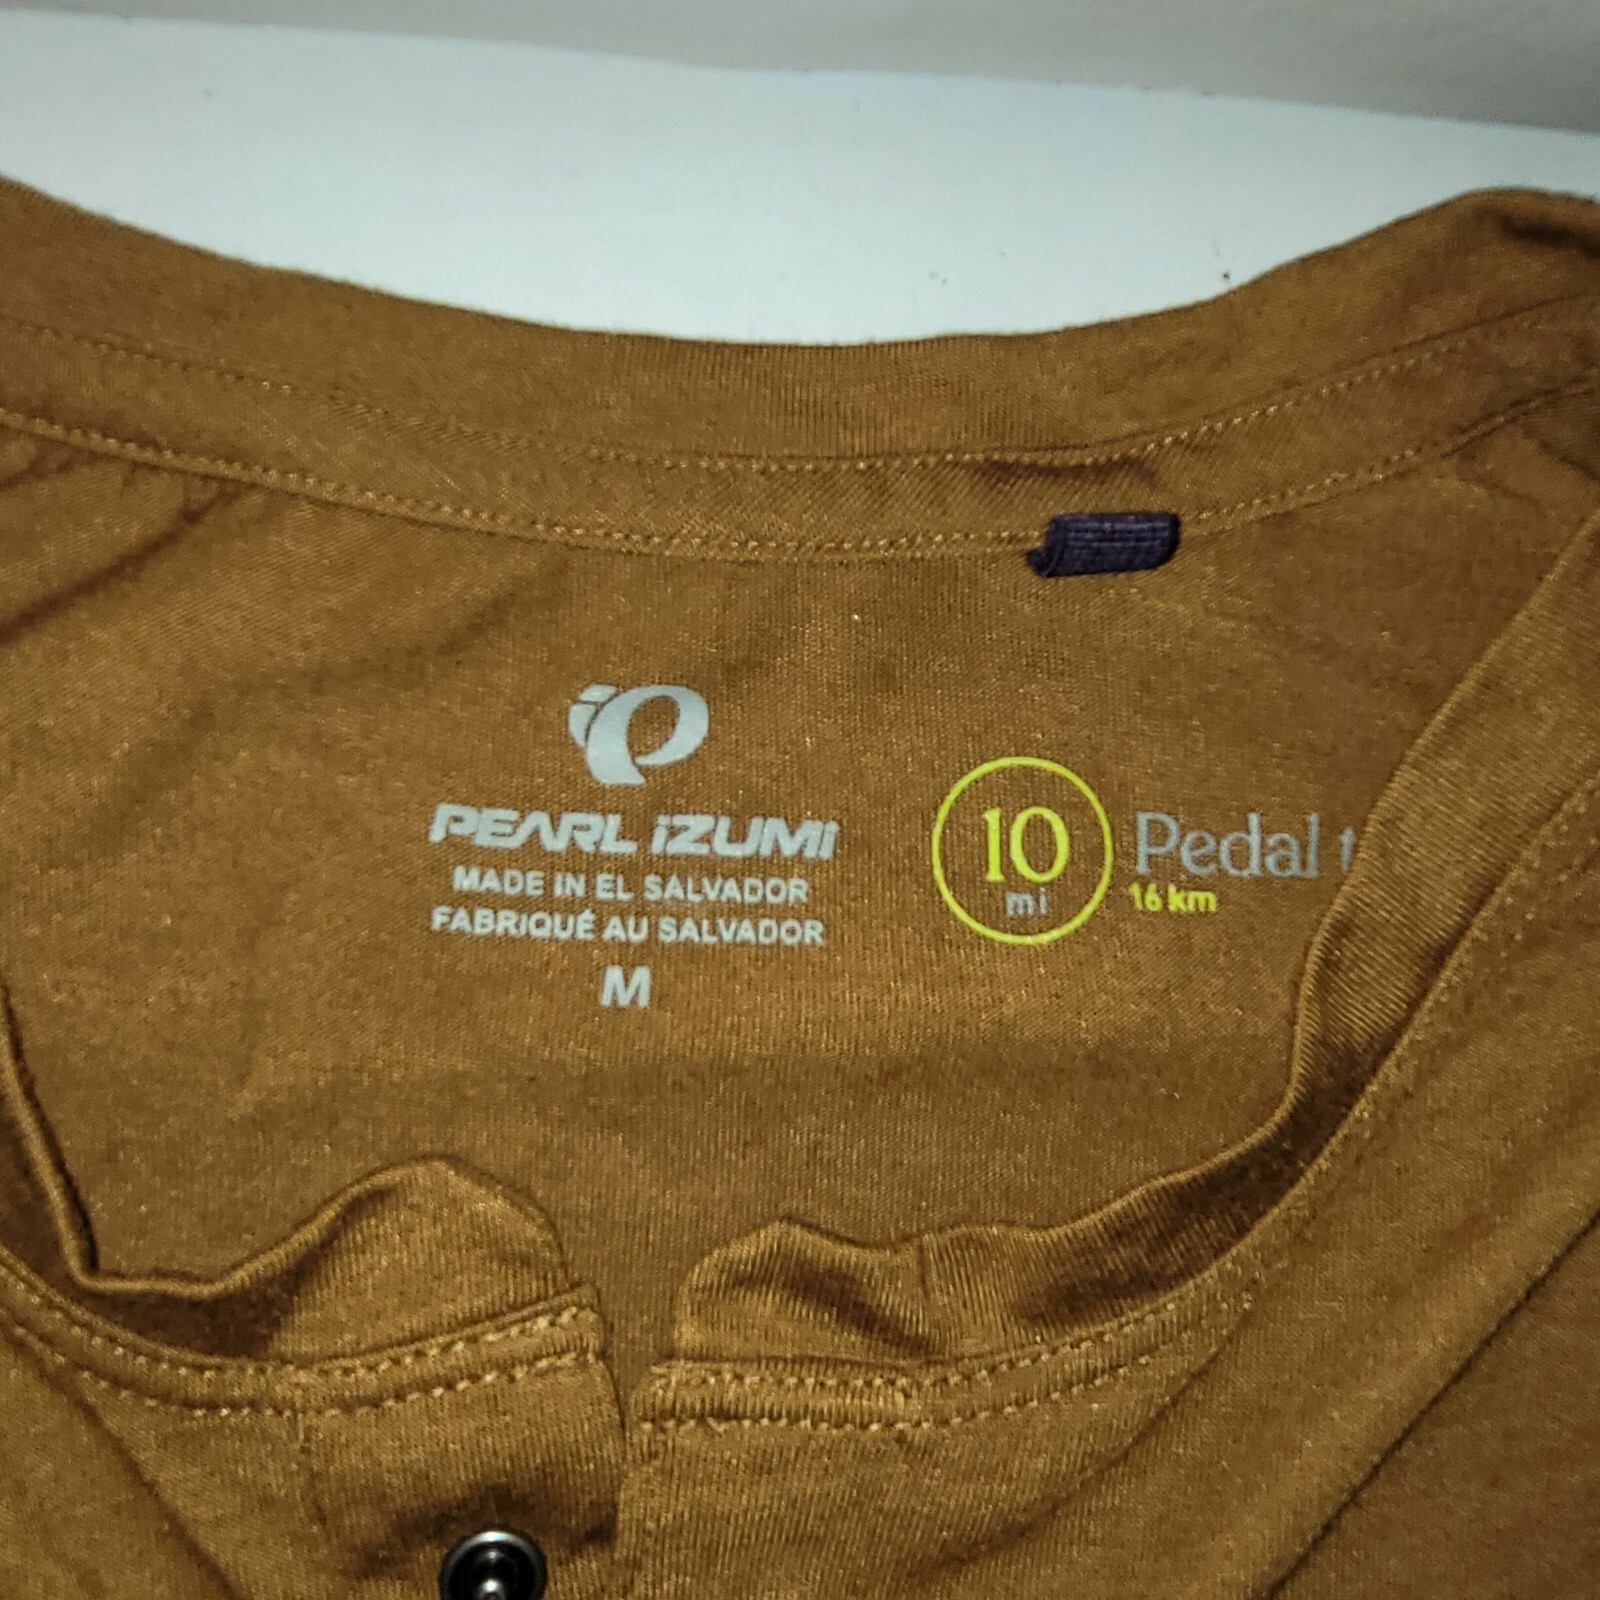 PEARL iZUMi
MADE IN EL SALVADOR
FABRIQUÉ AU SALVADOR
M
10
mi
Pedal
16 km